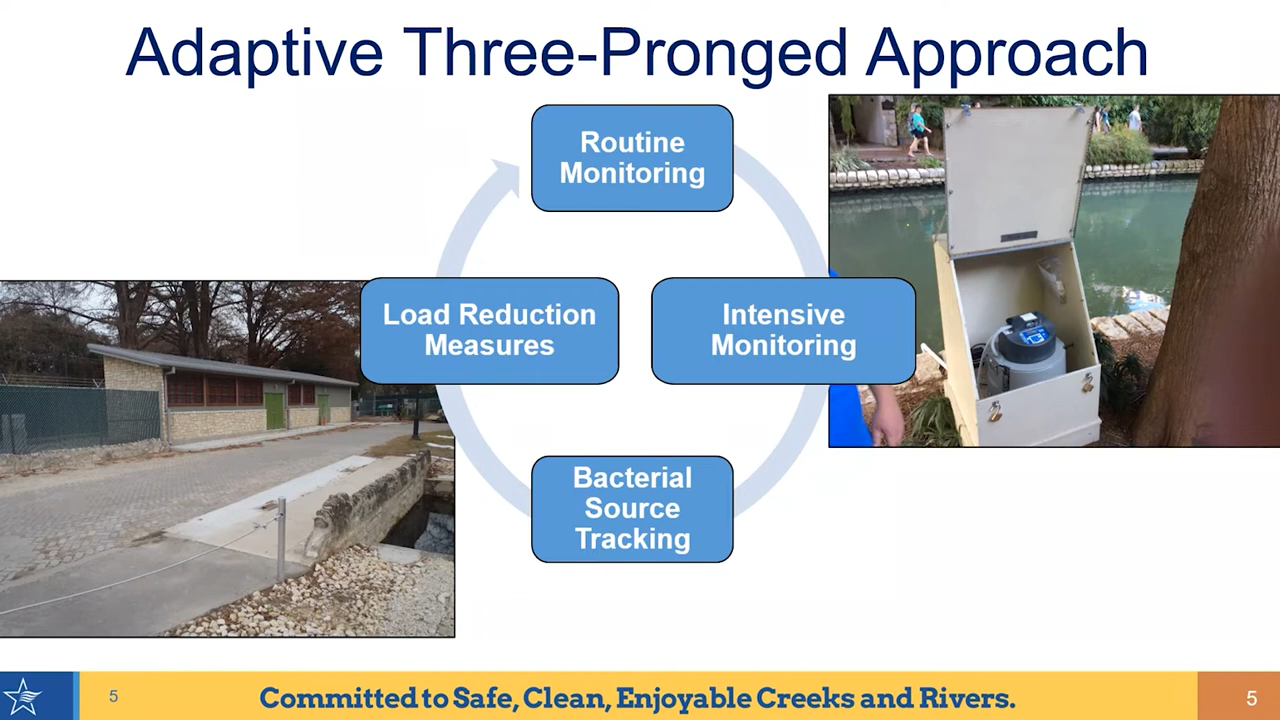 Adaptive Three-Pronged Approach
Routine
Monitoring
Load Reduction
Measures
Intensive
Monitoring
Bacterial
Source
Tracking
5
Committed to Safe, Clean, Enjoyable Creeks and Rivers.
5